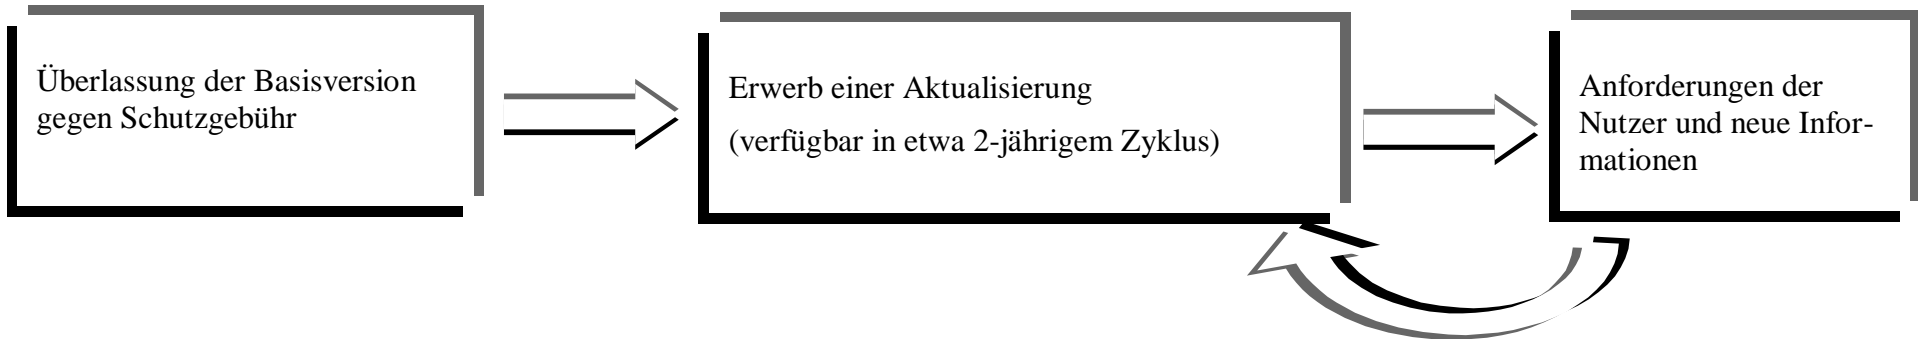 Überlassung der Basisversion
gegen Schutzgebühr
Erwerb einer Aktualisierung
(verfügbar in etwa 2-jährigem Zyklus)
Anforderungen der
Nutzer und neue Infor-
mationen